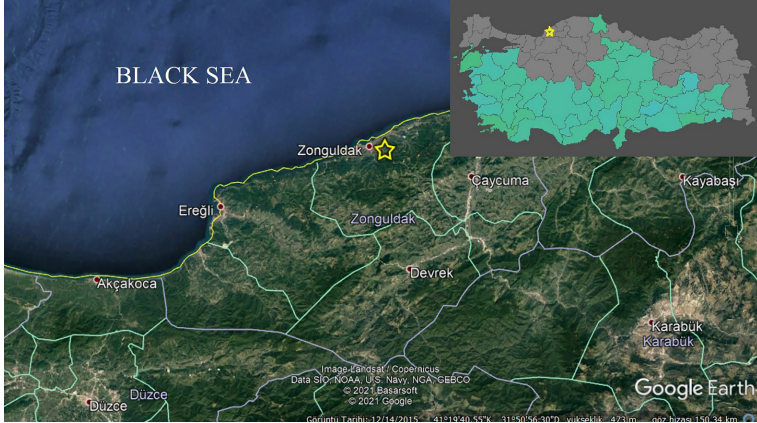 BLACK SEA
Zonguldak
Çaycuma
Kayabaşı
Ereğli
Zonguldak
Devrek
Akçakoca
Karabük
Karabük
Image Landsat / Copernicus
Data SIO, NOAA, U.S. Navy, NGA, GEBCO
© 2021 Basarsoft
© 2021 Google
Google Earth
Düzce
Düzce
Görüntü Tarihi: 12/14/2015 41°19'40.55"K 31°50'56.30"D yükseklik 473 m göz hizası 150.34 km